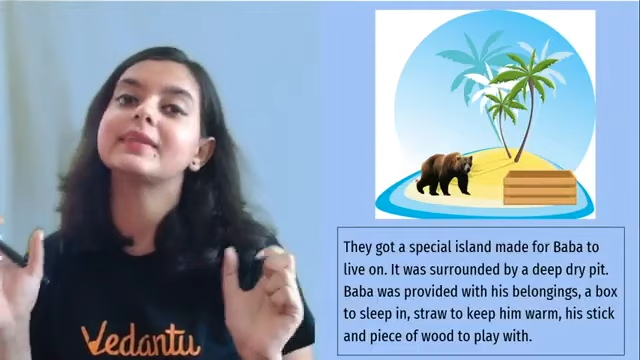 They got a special island made for Baba to
live on. It was surrounded by a deep dry pit.
Baba was provided with his belongings, a box
to sleep in, straw to keep him warm, his stick
and piece of wood to play with.
Vedantu